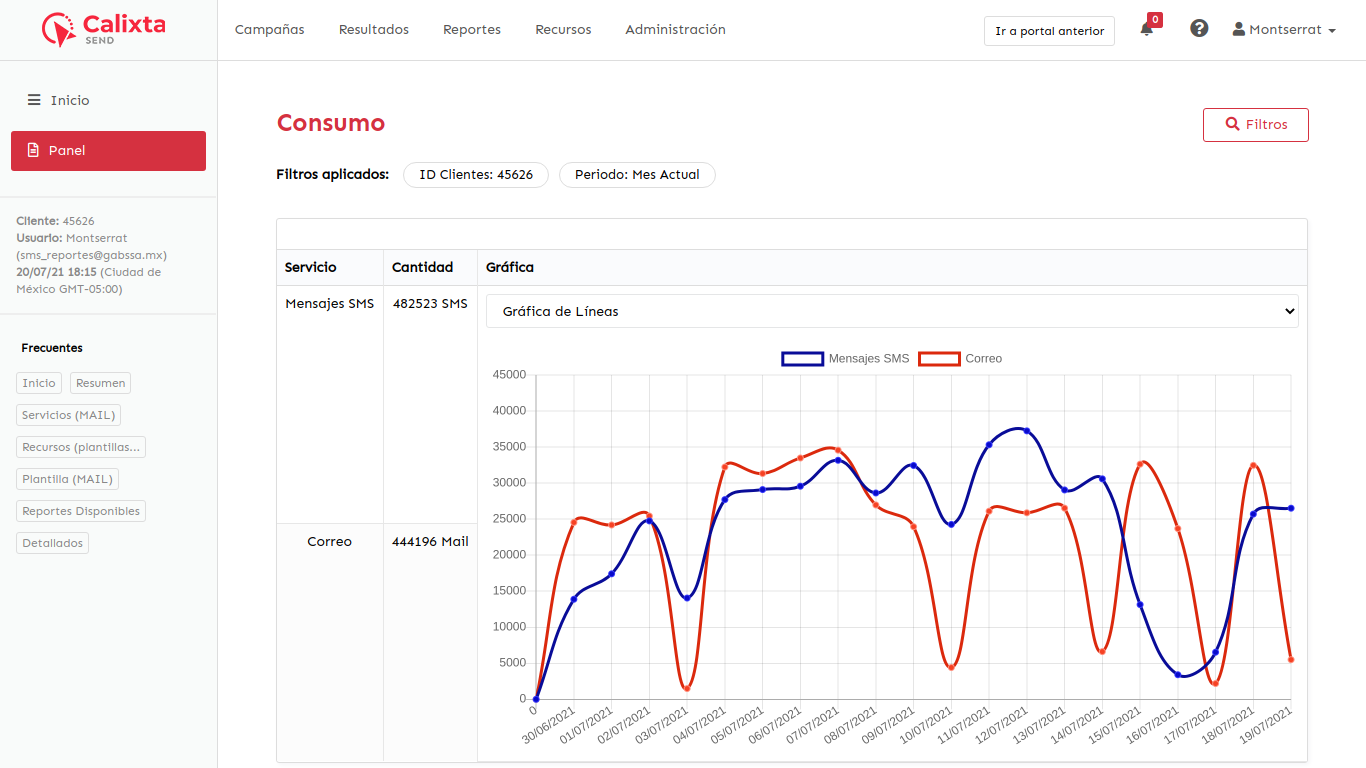 Calixta
SEND
Campañas Resultados Reportes Recursos Administración
Ir a portal anterior
0
Montserrat
Inicio
Panel
Cliente: 45626
Usuario: Montserrat
(sms_reportes@gabssa.mx)
20/07/21 18:15 (Ciudad de
México GMT-05:00)
Frecuentes
Inicio Resumen
Servicios (MAIL)
Recursos (plantillas...
Plantilla (MAIL)
Reportes Disponibles
Detallados
Consumo
Filtros
Filtros aplicados: ID Clientes: 45626 Periodo: Mes Actual
Servicio Cantidad Gráfica
Mensajes SMS 482523 SMS
Gráfica de Líneas
Correo 444196 Mail
Mensajes SMS Correo
45000
40000
35000
30000
25000
20000
15000
10000
5000
0
0 30/06/2021 01/07/2021 02/07/2021 03/07/2021 04/07/2021 05/07/2021 06/07/2021 07/07/2021 08/07/2021 09/07/2021 10/07/2021 11/07/2021 12/07/2021 13/07/2021 14/07/2021 15/07/2021 16/07/2021 17/07/2021 18/07/2021 19/07/2021